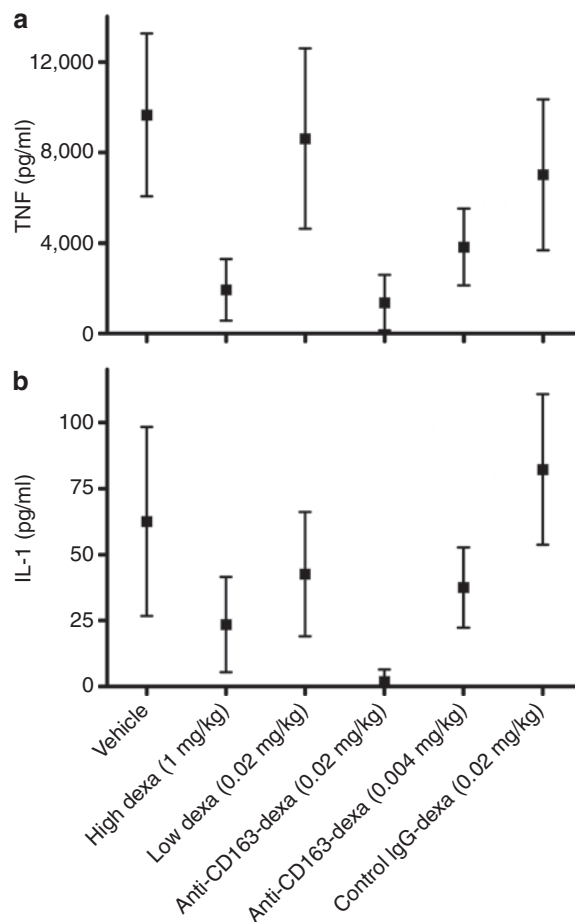 a
TNF (pg/ml)
12,000
8,000
4,000
0
b
IL-1 (pg/ml)
100
75
50
25
0
Vehicle
High dexa (1 mg/kg)
Low dexa (0.02 mg/kg)
Anti-CD163-dexa (0.02 mg/kg)
Anti-CD163-dexa (0.004 mg/kg)
Control IgG-dexa (0.02 mg/kg)